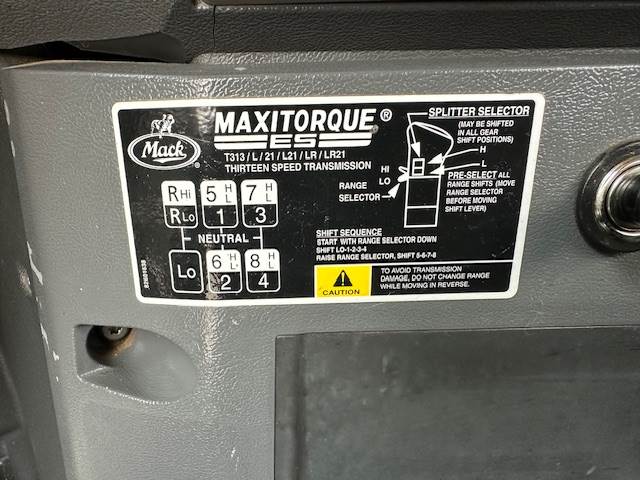 Mack
MAXITORQUE®
ES
T313 / L / 21 / L21 / LR / LR21
THIRTEEN SPEED TRANSMISSION
R HI 5 H L 7 H L
R LO 1 3
NEUTRAL
LO 6 H L 8 H L
2 4
SPLITTER SELECTOR
(MAY BE SHIFTED
IN ALL GEAR
SHIFT POSITIONS)
H
L
HI
LO
RANGE
SELECTOR
PRE-SELECT ALL
RANGE SHIFTS (MOVE
RANGE SELECTOR
BEFORE MOVING
SHIFT LEVER)
SHIFT SEQUENCE
START WITH RANGE SELECTOR DOWN
SHIFT LO-1-2-3-4
RAISE RANGE SELECTOR, SHIFT 5-6-7-8
CAUTION
TO AVOID TRANSMISSION
DAMAGE, DO NOT CHANGE RANGE
WHILE MOVING IN REVERSE.